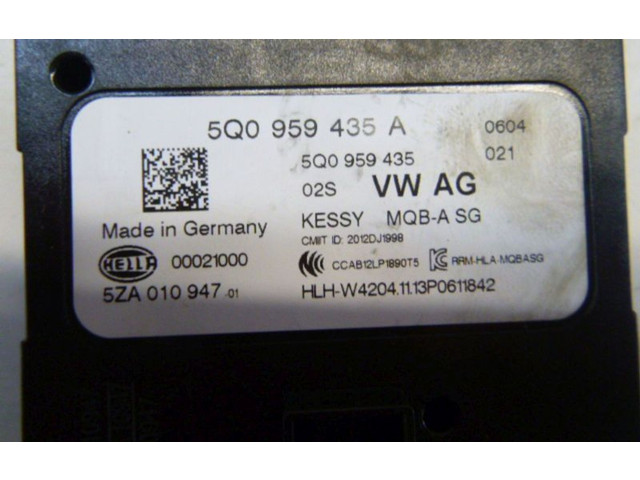 5Q0 959 435 A 0604
5Q0 959 435 021
02S VW AG
Made in Germany KESSY MQB-A SG
CMIIT ID: 2012DJ1998
HELLA 00021000 CCAB12LP1890T5 RRM-HLA-MQBASG
5ZA 010 947 -01 HLH-W4204.11.13P0611842